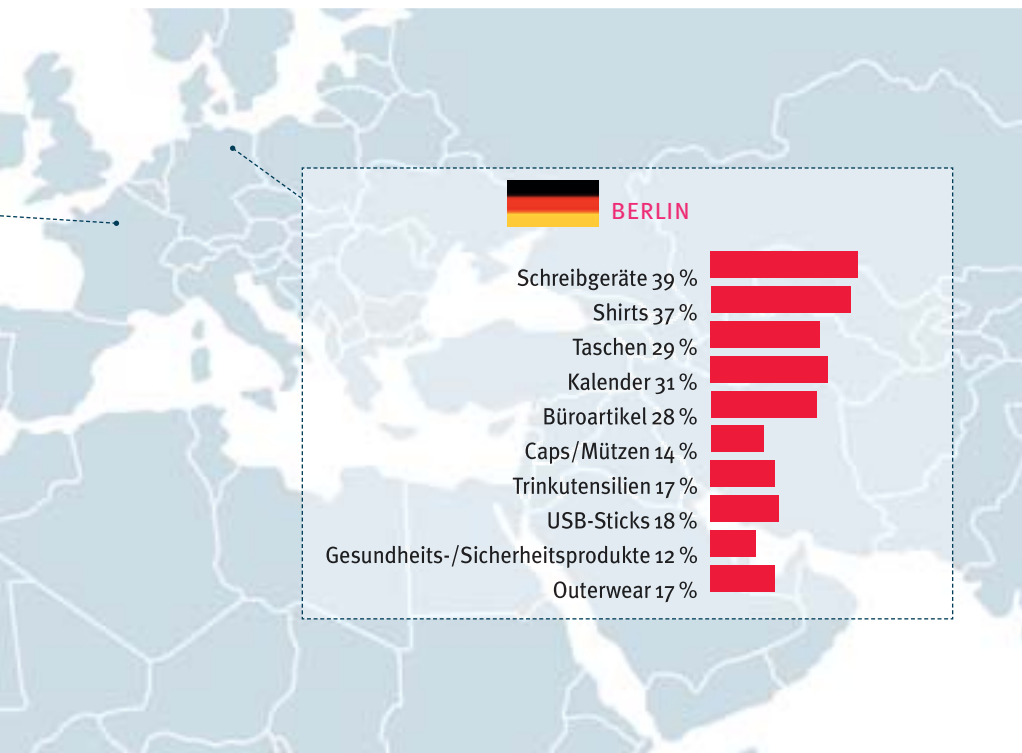 BERLIN
Schreibgeräte 39 %
Shirts 37 %
Taschen 29 %
Kalender 31 %
Büroartikel 28 %
Caps/Mützen 14 %
Trinkutensilien 17 %
USB-Sticks 18 %
Gesundheits-/Sicherheitsprodukte 12 %
Outerwear 17 %